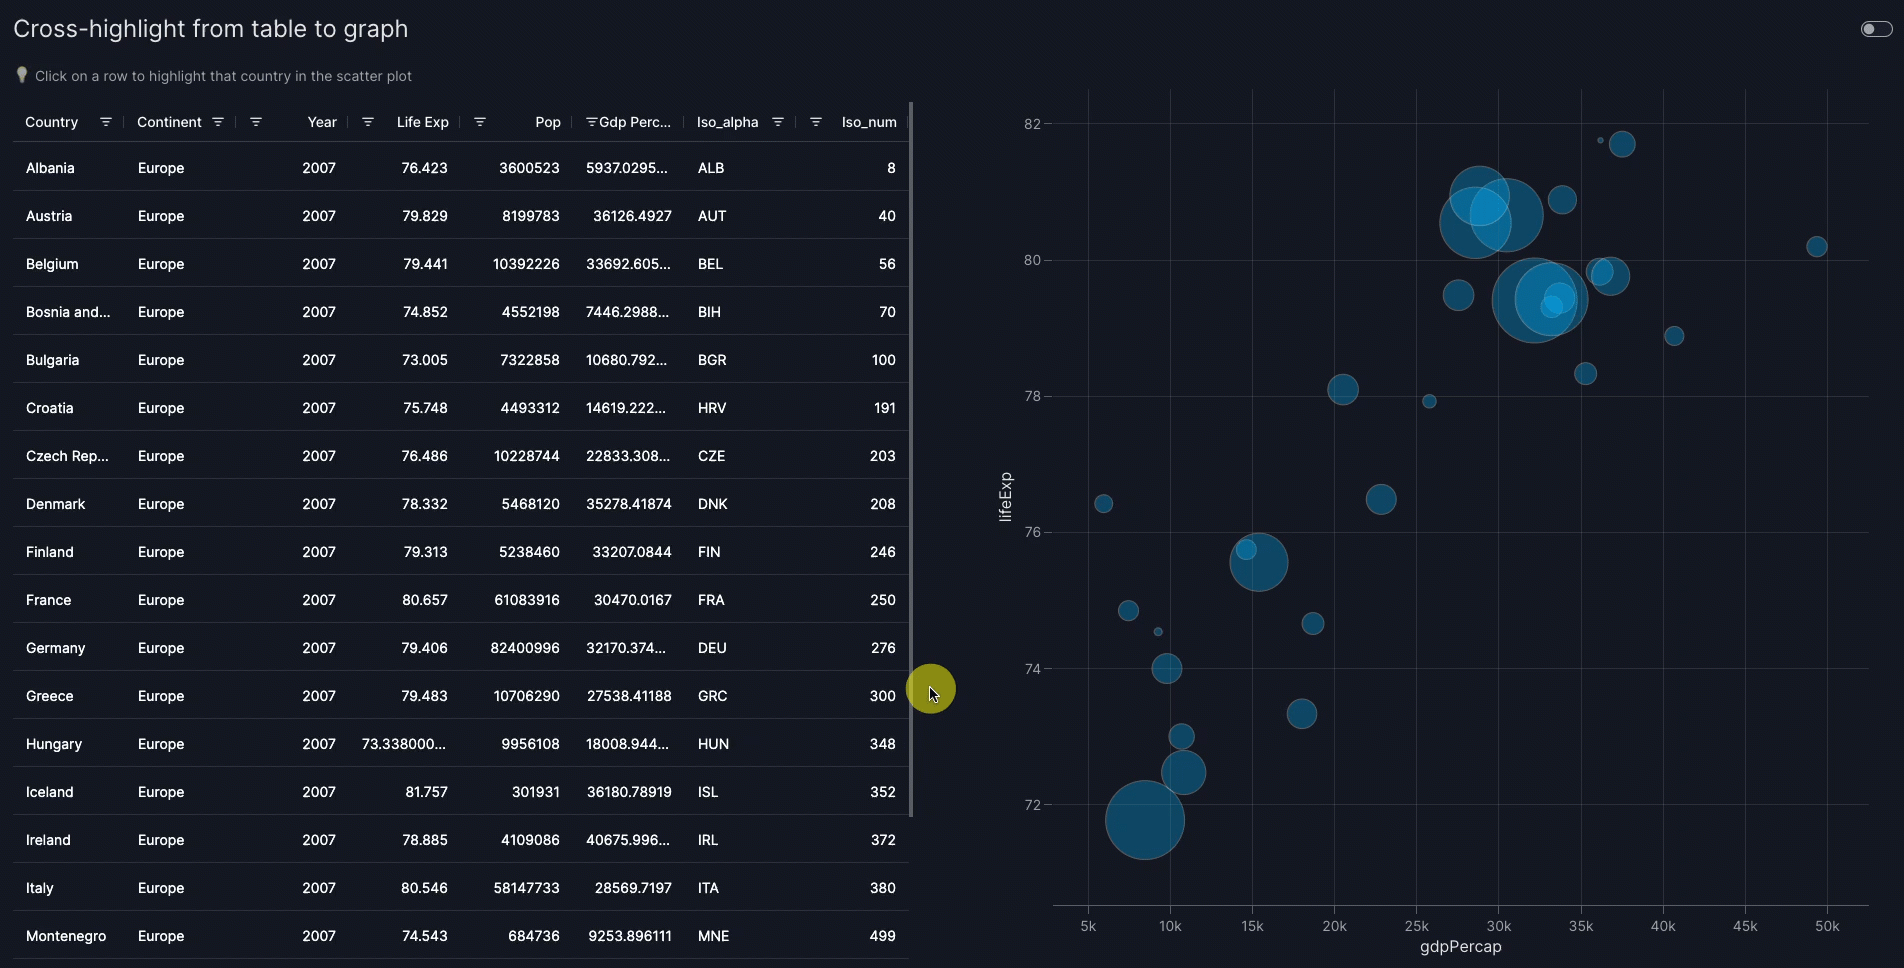 Cross-highlight from table to graph
Click on a row to highlight that country in the scatter plot
Country Continent Year Life Exp Pop Gdp Perc... Iso_alpha Iso_num
Albania Europe 2007 76.423 3600523 5937.0295... ALB 8
Austria Europe 2007 79.829 8199783 36126.4927 AUT 40
Belgium Europe 2007 79.441 10392226 33692.605... BEL 56
Bosnia and... Europe 2007 74.852 4552198 7446.2988... BIH 70
Bulgaria Europe 2007 73.005 7322858 10680.792... BGR 100
Croatia Europe 2007 75.748 4493312 14619.222... HRV 191
Czech Rep... Europe 2007 76.486 10228744 22833.308... CZE 203
Denmark Europe 2007 78.332 5468120 35278.41874 DNK 208
Finland Europe 2007 79.313 5238460 33207.0844 FIN 246
France Europe 2007 80.657 61083916 30470.0167 FRA 250
Germany Europe 2007 79.406 82400996 32170.374... DEU 276
Greece Europe 2007 79.483 10706290 27538.41188 GRC 300
Hungary Europe 2007 73.338000... 9956108 18008.944... HUN 348
Iceland Europe 2007 81.757 301931 36180.78919 ISL 352
Ireland Europe 2007 78.885 4109086 40675.996... IRL 372
Italy Europe 2007 80.546 58147733 28569.7197 ITA 380
Montenegro Europe 2007 74.543 684736 9253.896111 MNE 499
82
80
78
76
74
72
lifeExp
5k 10k 15k 20k 25k 30k 35k 40k 45k 50k
gdpPercap